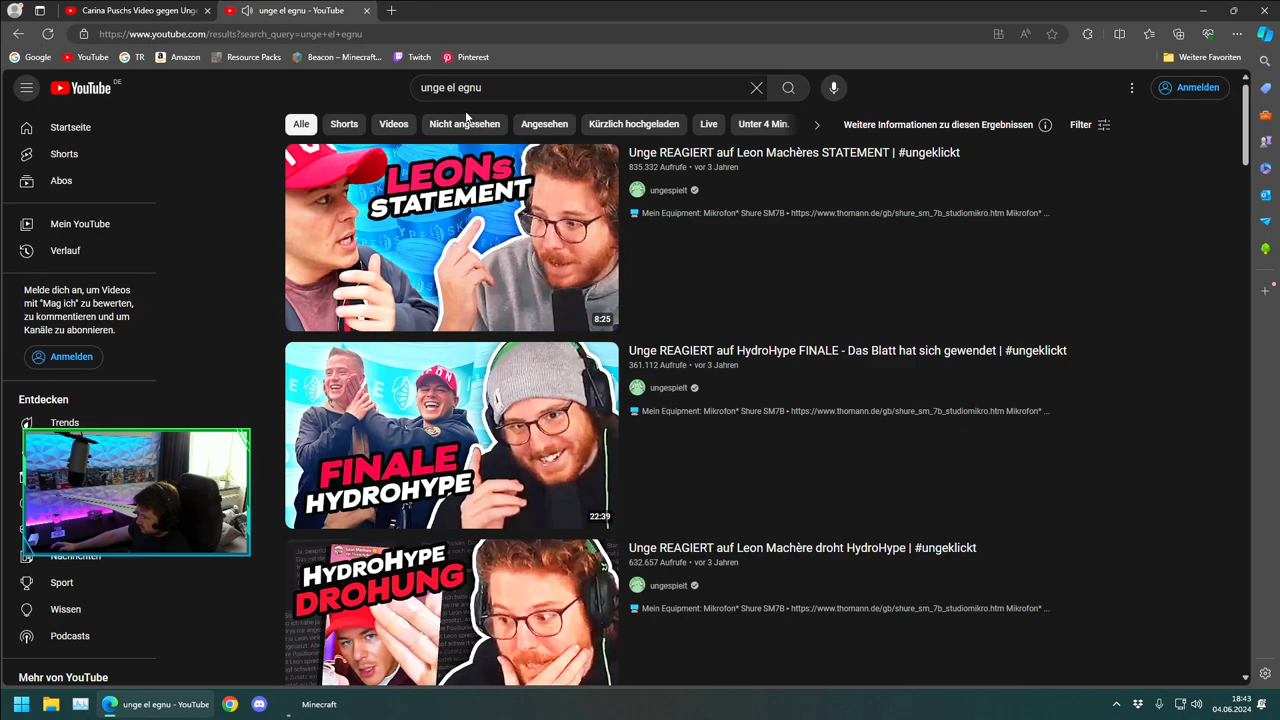 Carina Puschs Video gegen Unge
unge el egnu - YouTube
https://www.youtube.com/results?search_query=unge+el+egnu
Google
YouTube
TR
Amazon
Resource Packs
Beacon – Minecraft...
Twitch
Pinterest
Weitere Favoriten
YouTube DE
unge el egnu
Anmelden
Alle
Shorts
Videos
Nicht angesehen
Angesehen
Kürzlich hochgeladen
Live
Unter 4 Min.
Weitere Informationen zu diesen Ergebnissen
Filter
Startseite
Shorts
Abos
Mein YouTube
Verlauf
Melde dich an, um Videos
mit "Mag ich" zu bewerten,
zu kommentieren und um
Kanäle zu abonnieren.
Anmelden
Entdecken
Trends
Nachrichten
Sport
Wissen
Podcasts
Mehr von YouTube
LEONs
STATEMENT
8:25
Unge REAGIERT auf Leon Machères STATEMENT | #ungeklickt
835.332 Aufrufe • vor 3 Jahren
ungespielt
Mein Equipment: Mikrofon* Shure SM7B • https://www.thomann.de/gb/shure_sm_7b_studiomikro.htm Mikrofon* ...
FINALE
HYDROHYPE
22:39
Unge REAGIERT auf HydroHype FINALE - Das Blatt hat sich gewendet | #ungeklickt
361.112 Aufrufe • vor 3 Jahren
ungespielt
Mein Equipment: Mikrofon* Shure SM7B • https://www.thomann.de/gb/shure_sm_7b_studiomikro.htm Mikrofon* ...
HYDROHYPE
DROHUNG
Unge REAGIERT auf Leon Machère droht HydroHype | #ungeklickt
632.657 Aufrufe • vor 3 Jahren
ungespielt
Mein Equipment: Mikrofon* Shure SM7B • https://www.thomann.de/gb/shure_sm_7b_studiomikro.htm Mikrofon* ...
unge el egnu - YouTube
Minecraft
18:43
04.06.2024